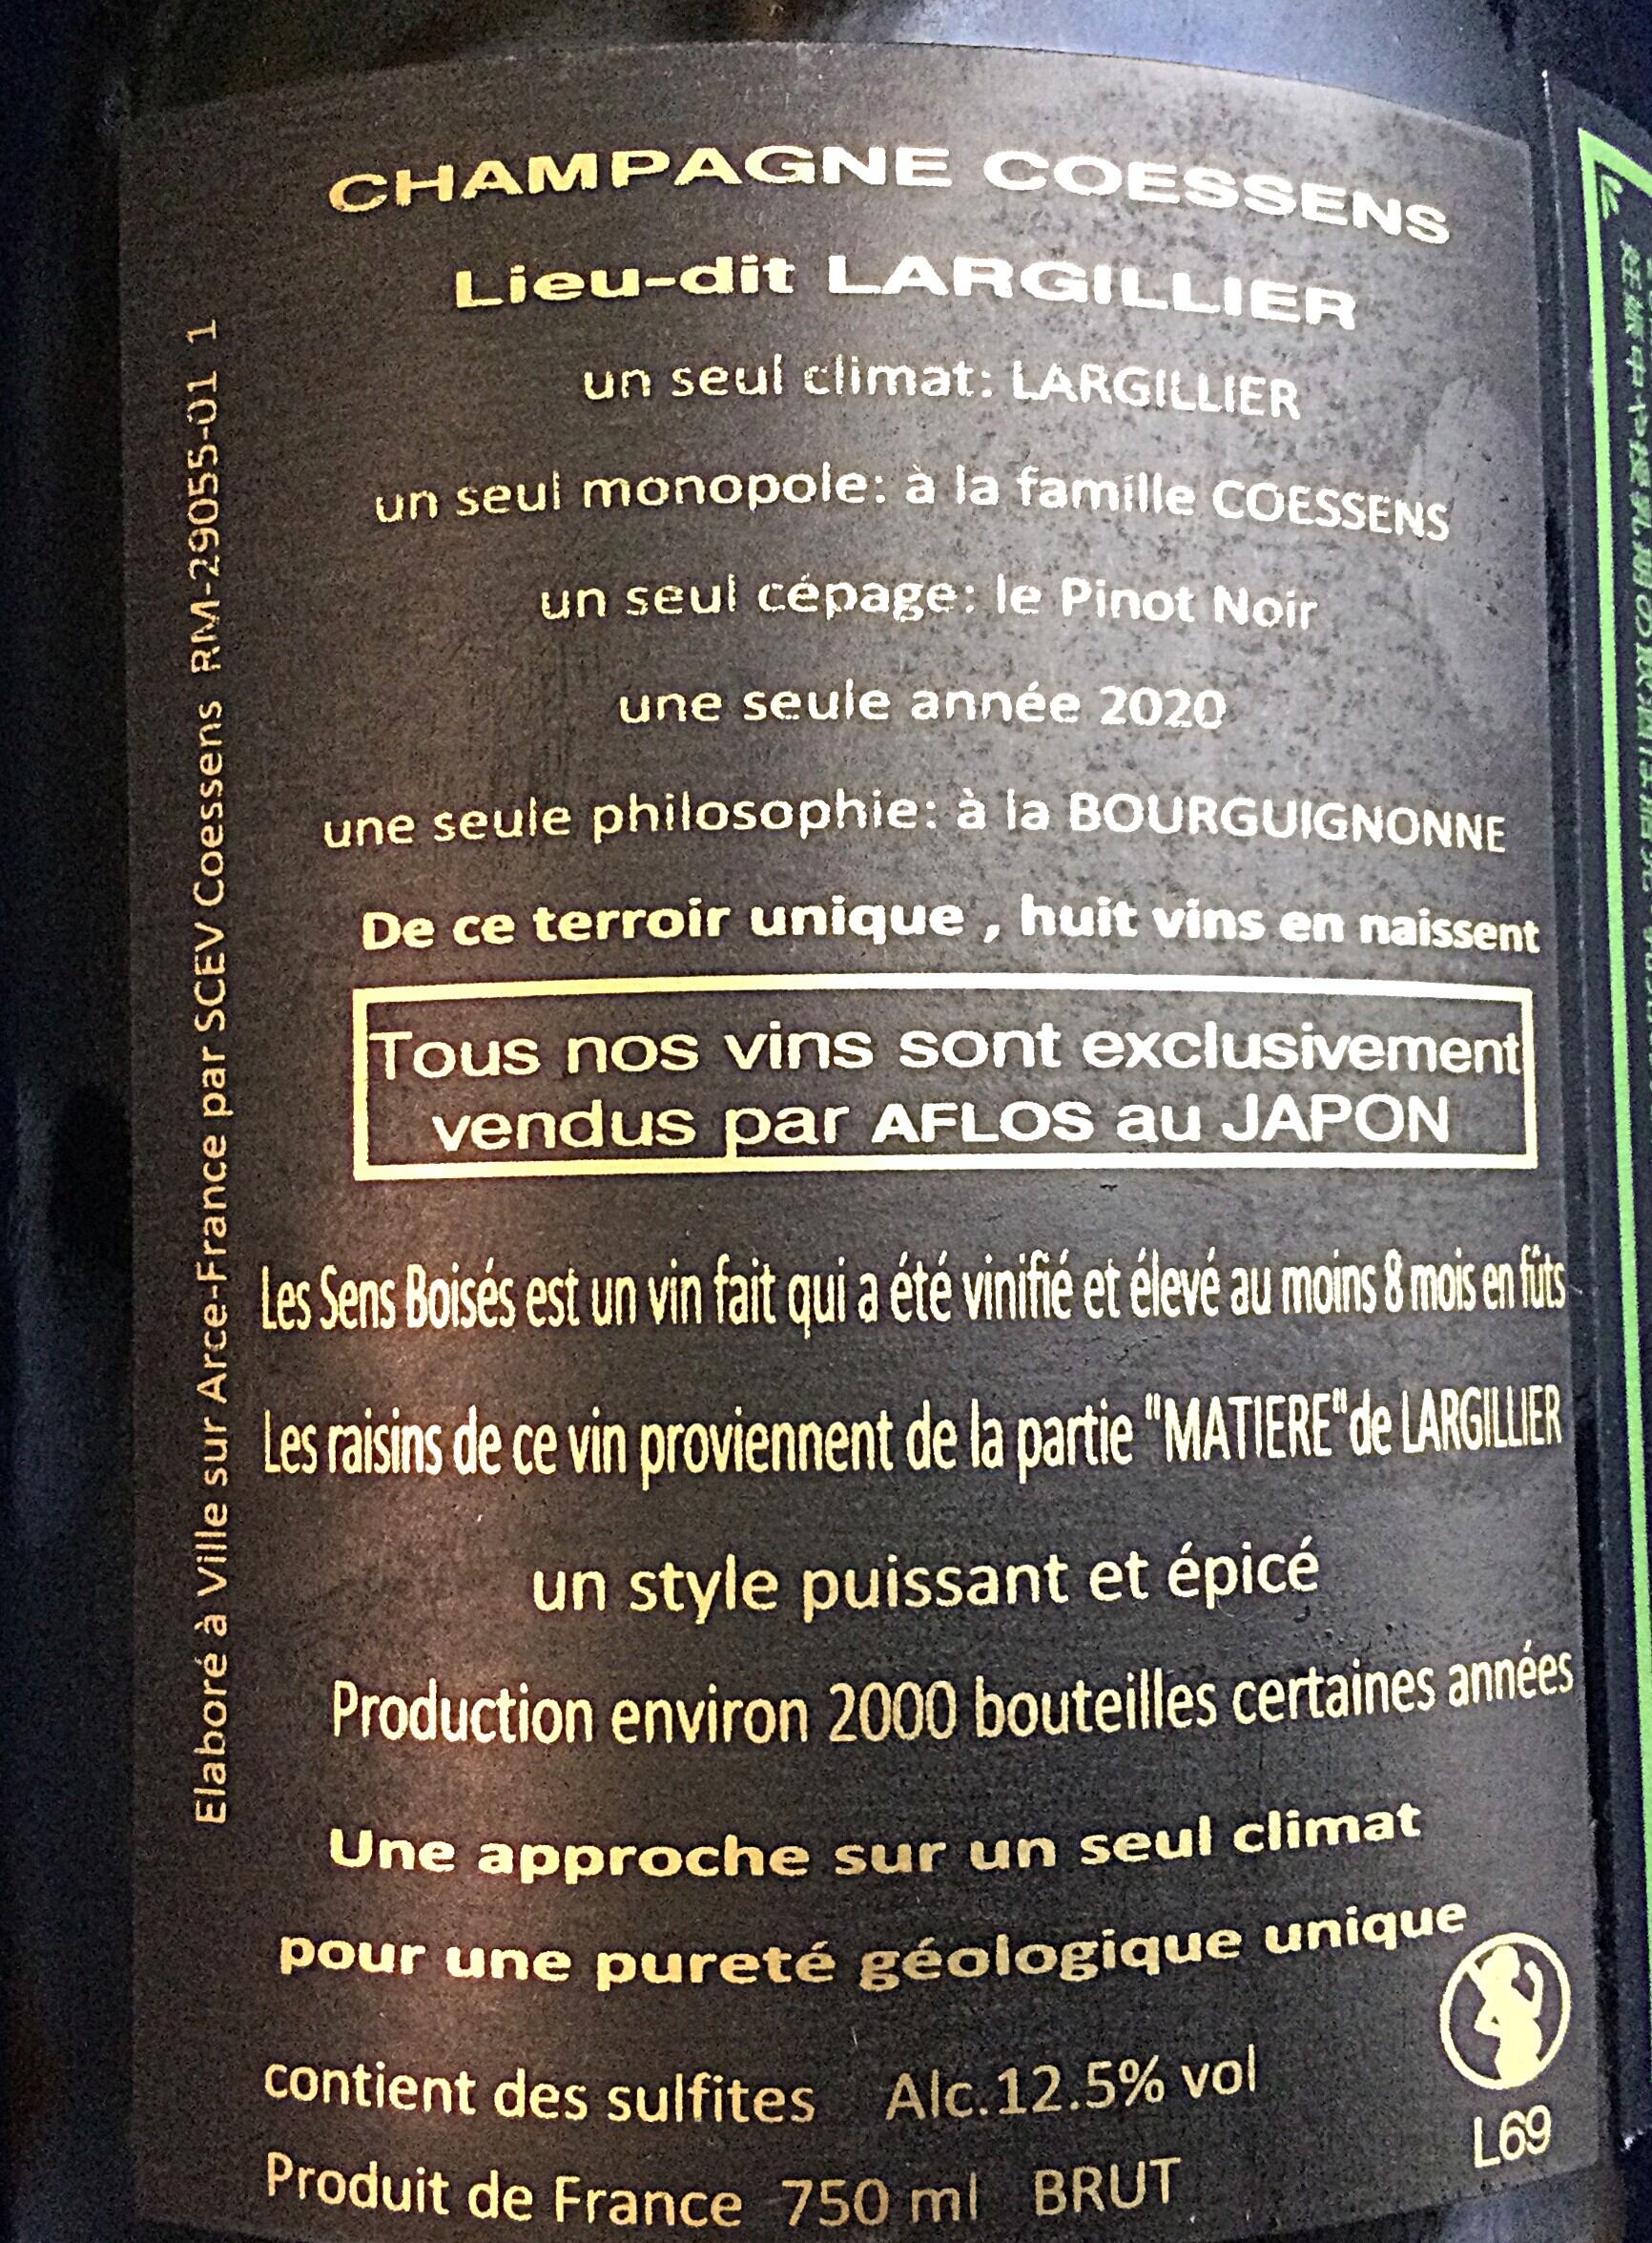 CHAMPAGNE COESSENS
Lieu-dit LARGILLIER
un seul climat: LARGILLIER
un seul monopole: à la famille COESSENS
un seul cépage: le Pinot Noir
une seule année 2020
une seule philosophie: à la BOURGUIGNONNE
De ce terroir unique , huit vins en naissent
Tous nos vins sont exclusivement
vendus par AFLOS au JAPON
Les Sens Boisés est un vin fait qui a été vinifié et élevé au moins 8 mois en fûts
Les raisins de ce vin proviennent de la partie "MATIERE"de LARGILLIER
un style puissant et épicé
Production environ 2000 bouteilles certaines années
Une approche sur un seul climat
pour une pureté géologique unique
contient des sulfites Alc.12.5% vol
L69
Produit de France 750 ml BRUT
Elaboré à Ville sur Arce-France par SCEV Coessens RM-29055-01 1